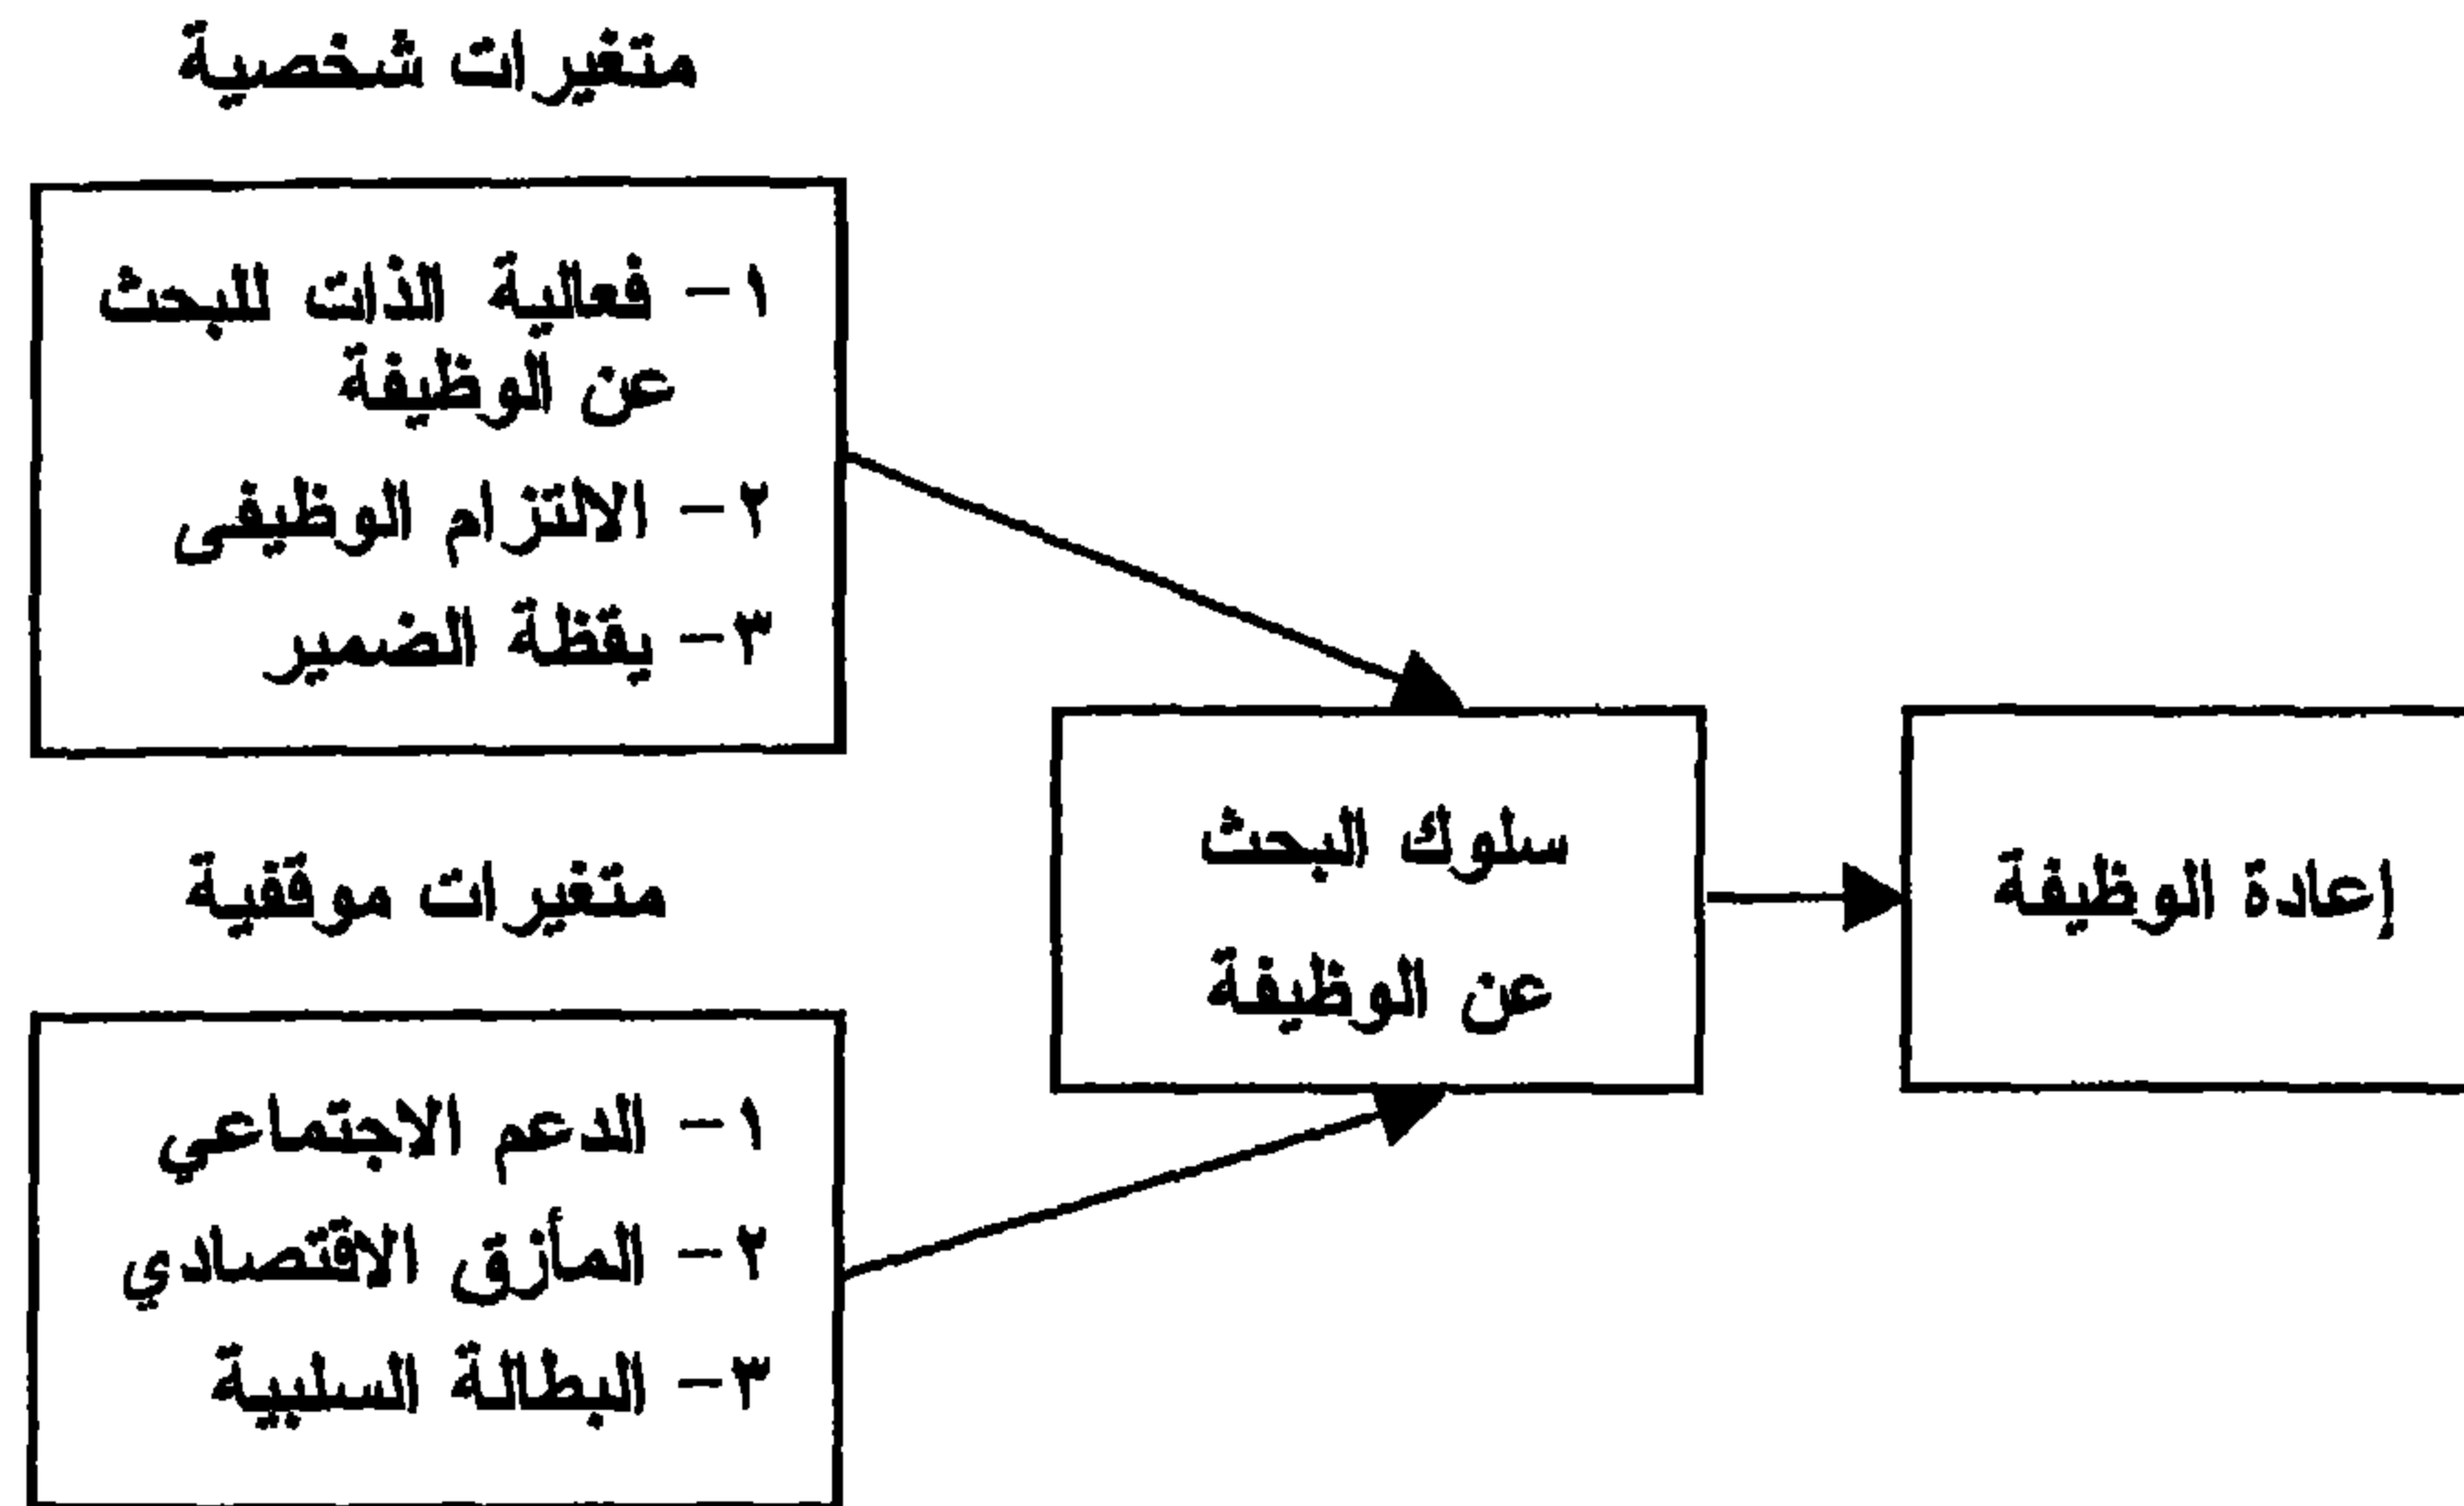 متغيرات شخصية
١- فعالية الذات للبحث
عن الوظيفة
٢- الالتزام الوظيفى
٣- يقظة الضمير
متغيرات موقفية
١- الدعم الاجتماعي
٢- المأزق الاقتصادي
٣- البطالة السلبية
سلوك البحث
عن الوظيفة
إعادة الوظيفة